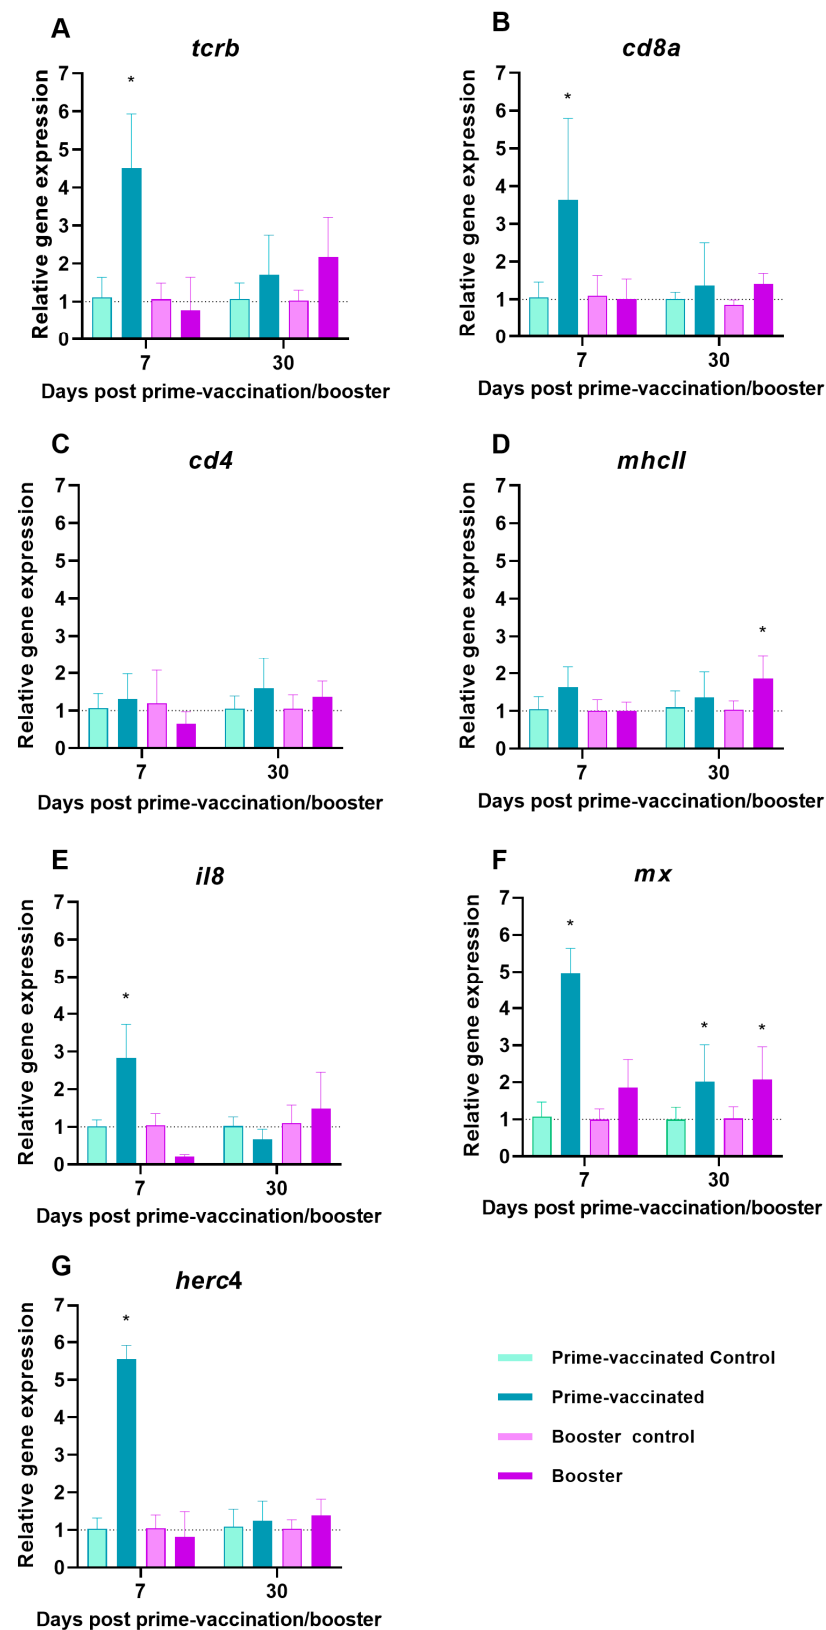 A
tcrb
Relative gene expression
7
6
5
4
3
2
1
0
*
7 30
Days post prime-vaccination/booster
B
cd8a
Relative gene expression
7
6
5
4
3
2
1
0
*
7 30
Days post prime-vaccination/booster
C
cd4
Relative gene expression
7
6
5
4
3
2
1
0
7 30
Days post prime-vaccination/booster
D
mhcII
Relative gene expression
7
6
5
4
3
2
1
0
*
7 30
Days post prime-vaccination/booster
E
il8
Relative gene expression
7
6
5
4
3
2
1
0
*
7 30
Days post prime-vaccination/booster
F
mx
Relative gene expression
7
6
5
4
3
2
1
0
*
* *
7 30
Days post prime-vaccination/booster
G
herc4
Relative gene expression
7
6
5
4
3
2
1
0
*
7 30
Days post prime-vaccination/booster
Prime-vaccinated Control
Prime-vaccinated
Booster control
Booster